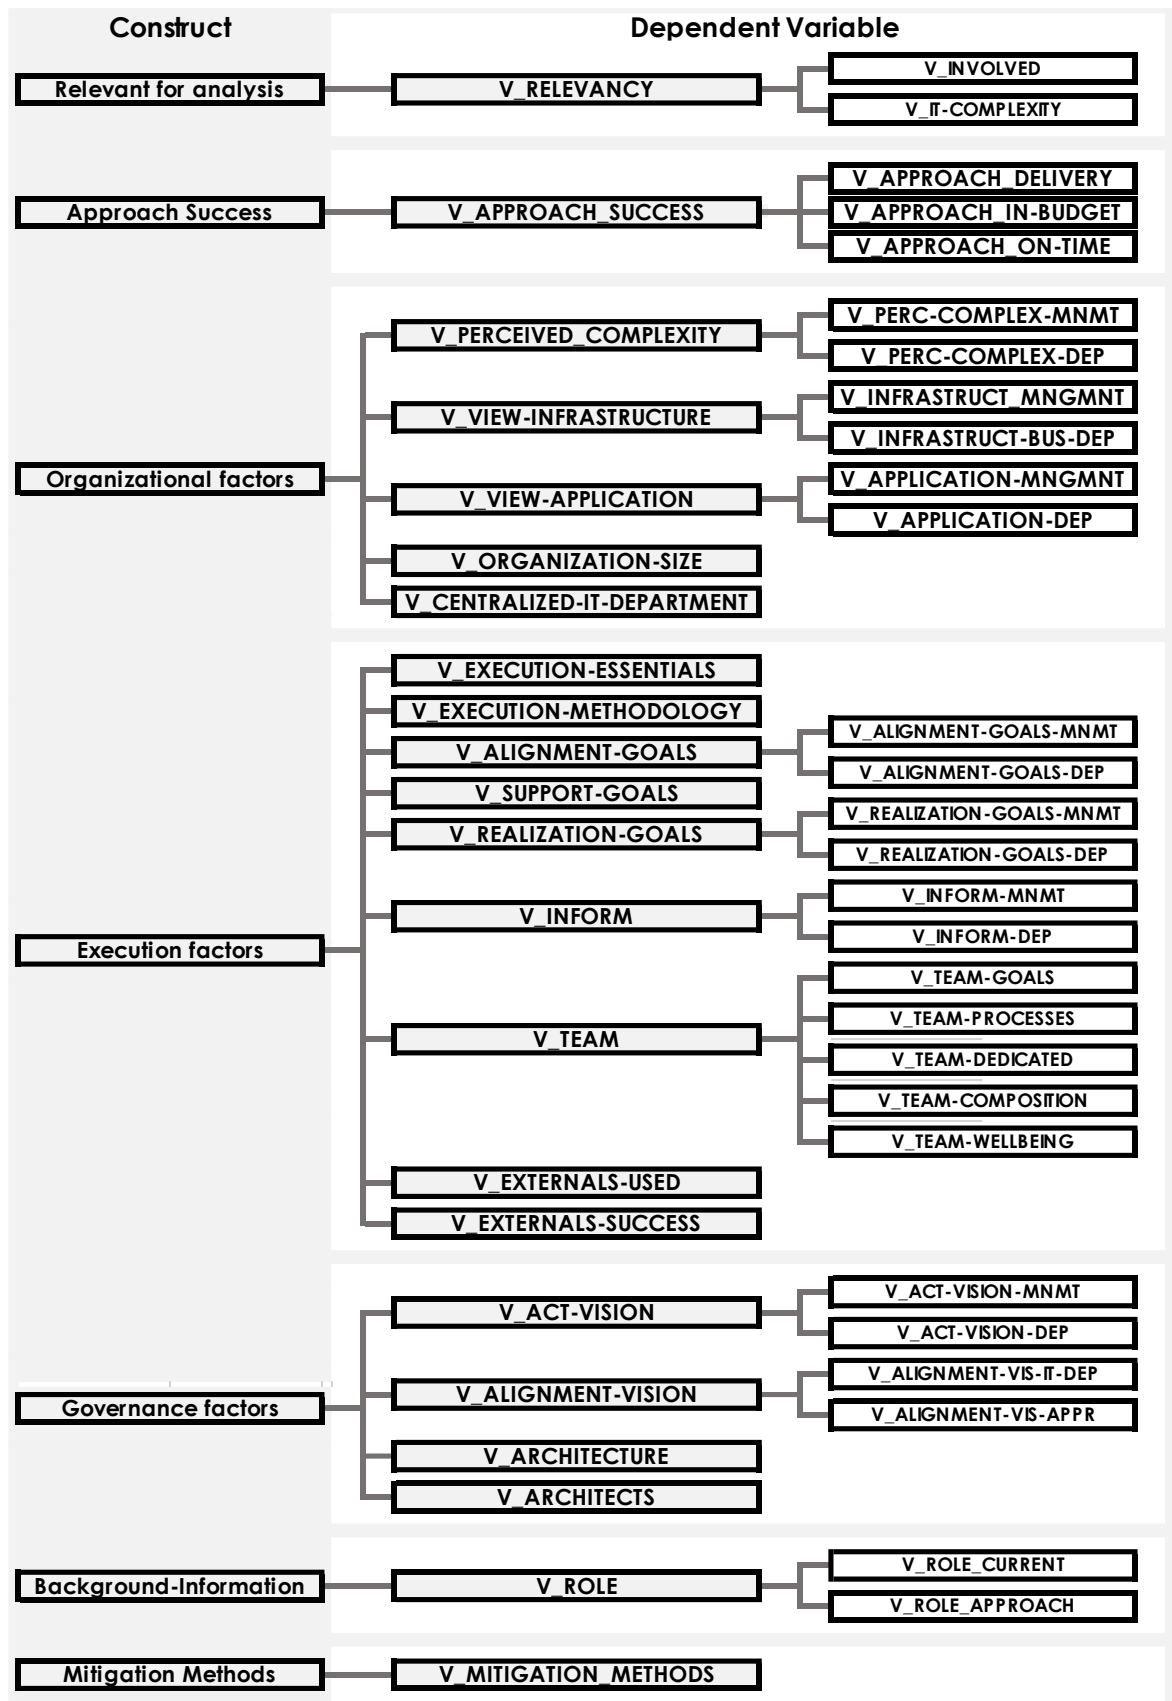 Construct
Dependent Variable
Relevant for analysis
V_RELEVANCY
V_INVOLVED
V_IT-COMPLEXITY
Approach Success
V_APPROACH_SUCCESS
V_APPROACH_DELIVERY
V_APPROACH_IN-BUDGET
V_APPROACH_ON-TIME
Organizational factors
V_PERCEIVED_COMPLEXITY
V_PERC-COMPLEX-MNMT
V_PERC-COMPLEX-DEP
V_VIEW-INFRASTRUCTURE
V_INFRASTRUCT_MNGMNT
V_INFRASTRUCT-BUS-DEP
V_VIEW-APPLICATION
V_APPLICATION-MNGMNT
V_APPLICATION-DEP
V_ORGANIZATION-SIZE
V_CENTRALIZED-IT-DEPARTMENT
Execution factors
V_EXECUTION-ESSENTIALS
V_EXECUTION-METHODOLOGY
V_ALIGNMENT-GOALS
V_ALIGNMENT-GOALS-MNMT
V_ALIGNMENT-GOALS-DEP
V_SUPPORT-GOALS
V_REALIZATION-GOALS
V_REALIZATION-GOALS-MNMT
V_REALIZATION-GOALS-DEP
V_INFORM
V_INFORM-MNMT
V_INFORM-DEP
V_TEAM
V_TEAM-GOALS
V_TEAM-PROCESSES
V_TEAM-DEDICATED
V_TEAM-COMPOSITION
V_TEAM-WELLBEING
V_EXTERNALS-USED
V_EXTERNALS-SUCCESS
Governance factors
V_ACT-VISION
V_ACT-VISION-MNMT
V_ACT-VISION-DEP
V_ALIGNMENT-VISION
V_ALIGNMENT-VIS-IT-DEP
V_ALIGNMENT-VIS-APPR
V_ARCHITECTURE
V_ARCHITECTS
Background-Information
V_ROLE
V_ROLE_CURRENT
V_ROLE_APPROACH
Mitigation Methods
V_MITIGATION_METHODS